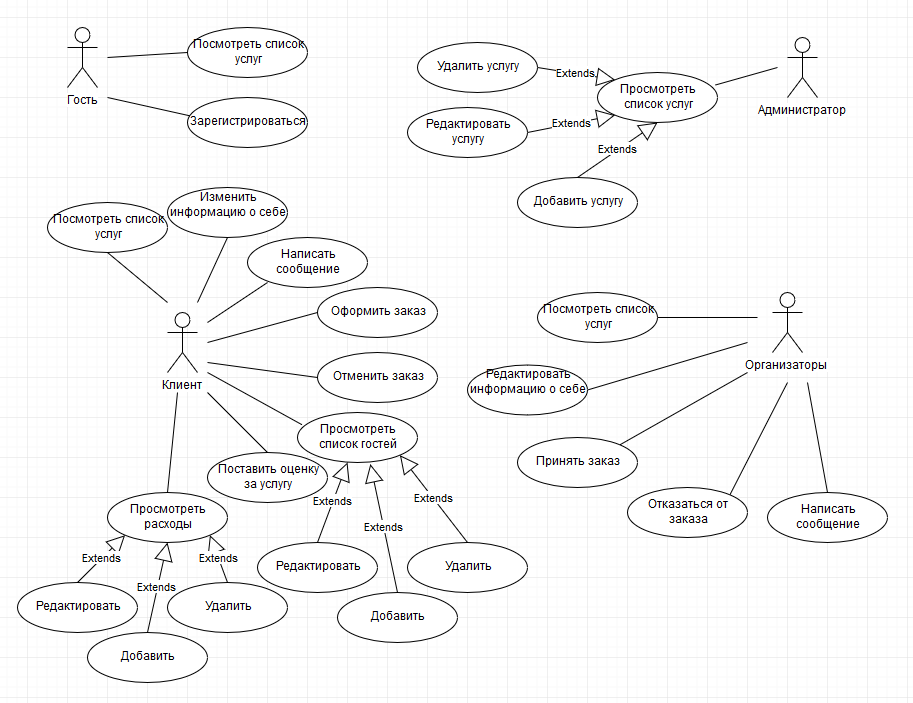 Посмотреть список
услуг
Гость
Зарегистрироваться
Удалить услугу
Extends
Просмотреть
список услуг
Администратор
Редактировать
услугу
Extends
Extends
Добавить услугу
Посмотреть список
услуг
Изменить
информацию о себе
Написать
сообщение
Оформить заказ
Клиент
Отменить заказ
Просмотреть
список гостей
Поставить оценку
за услугу
Extends
Extends
Extends
Просмотреть
расходы
Extends
Extends
Extends
Редактировать
Удалить
Добавить
Редактировать
Удалить
Добавить
Посмотреть список
услуг
Организаторы
Редактировать
информацию о себе
Принять заказ
Отказаться от
заказа
Написать
сообщение